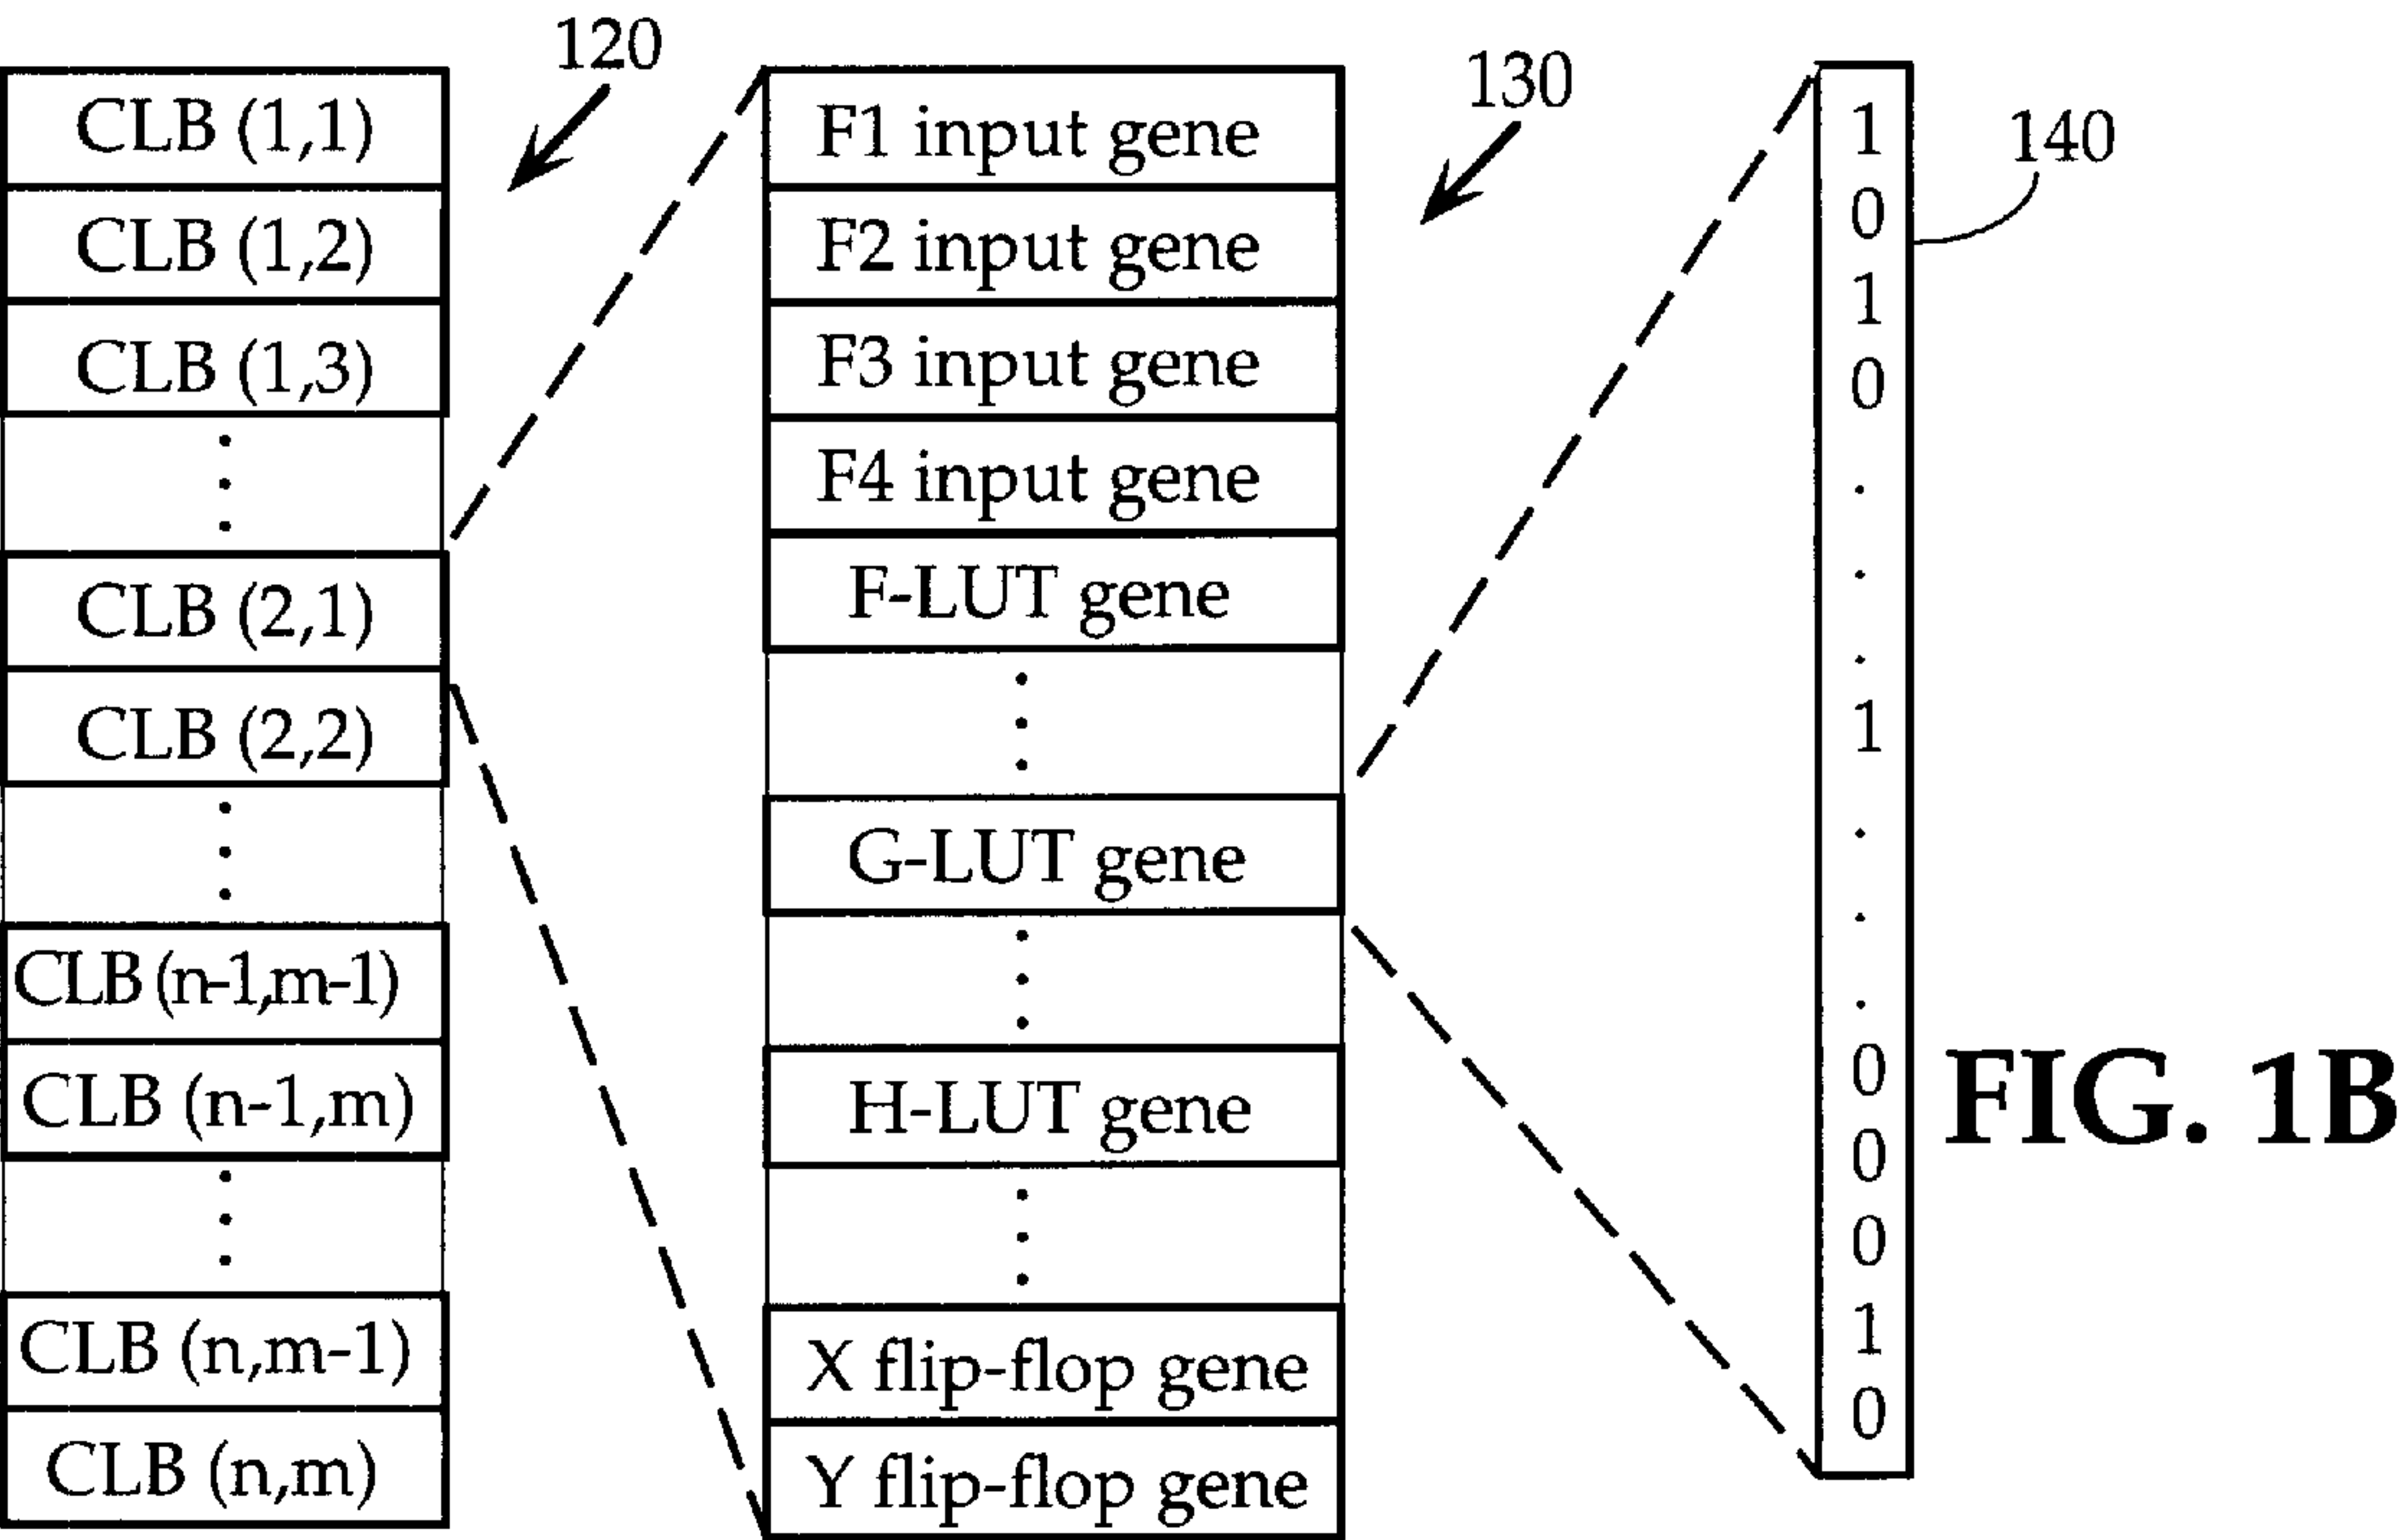 120
CLB (1,1)
CLB (1,2)
CLB (1,3)
.
.
.
CLB (2,1)
CLB (2,2)
.
.
.
CLB (n-1,m-1)
CLB (n-1,m)
.
.
.
CLB (n,m-1)
CLB (n,m)
130
F1 input gene
F2 input gene
F3 input gene
F4 input gene
F-LUT gene
.
.
.
G-LUT gene
.
.
.
H-LUT gene
.
.
.
X flip-flop gene
Y flip-flop gene
140
1
0
1
0
.
.
.
1
.
.
.
0
0
0
1
0
FIG. 1B